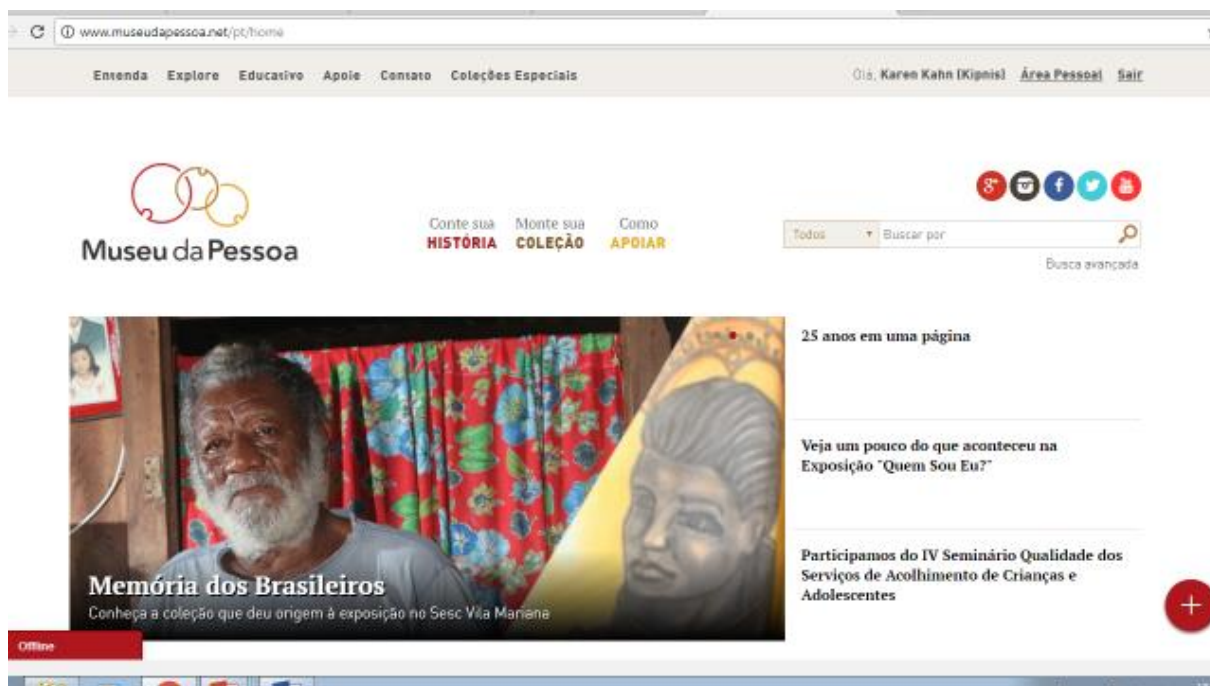 www.museudapessoa.net/pt/home
Entenda Explore Educativo Apoie Contato Coleções Especiais
Olá, Karen Kahn [Kipnis] Área Pessoal Sair
Museu da Pessoa
Conte sua
HISTÓRIA
Monte sua
COLEÇÃO
Como
APOIAR
Todos
Buscar por
Busca avançada
25 anos em uma página
Veja um pouco do que aconteceu na
Exposição "Quem Sou Eu?"
Participamos do IV Seminário Qualidade dos
Serviços de Acolhimento de Crianças e
Adolescentes
Memória dos Brasileiros
Conheça a coleção que deu origem à exposição no Sesc Vila Mariana
Offline